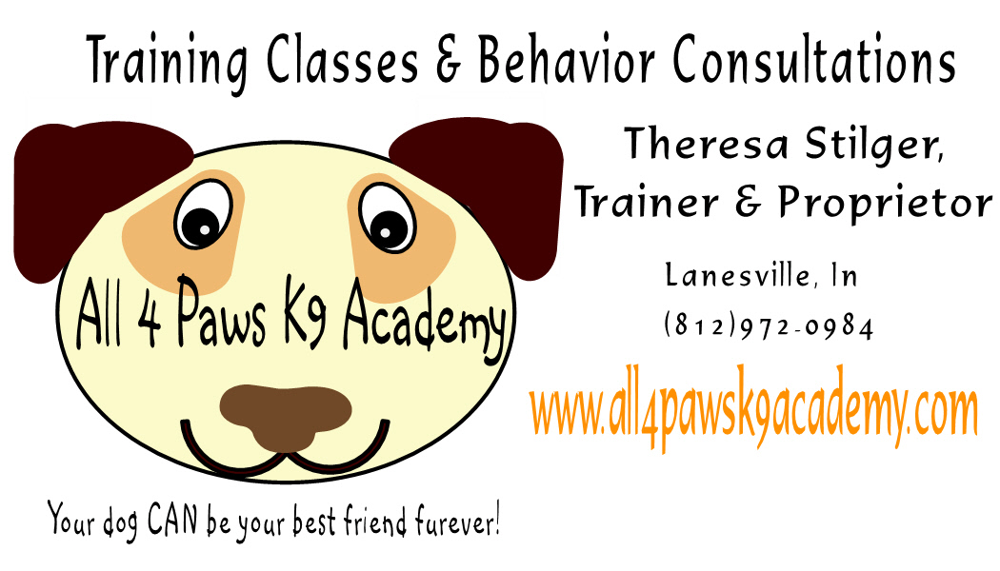 Training Classes & Behavior Consultations
Theresa Stilger,
Trainer & Proprietor
Lanesville, In
(812)972-0984
All 4 Paws K9 Academy
www.all4pawsk9academy.com
Your dog CAN be your best friend furever!